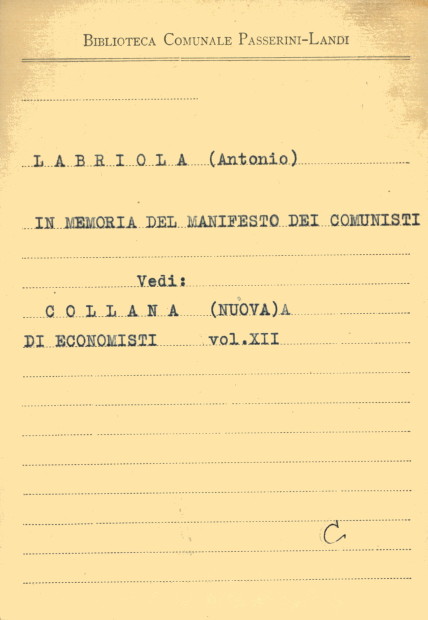 BIBLIOTECA COMUNALE PASSERINI-LANDI
L A B R I O L A (Antonio)
IN MEMORIA DEL MANIFESTO DEI COMUNISTI
Vedi:
C O L L A N A (NUOVA)A
DI ECONOMISTI vol.XII
C